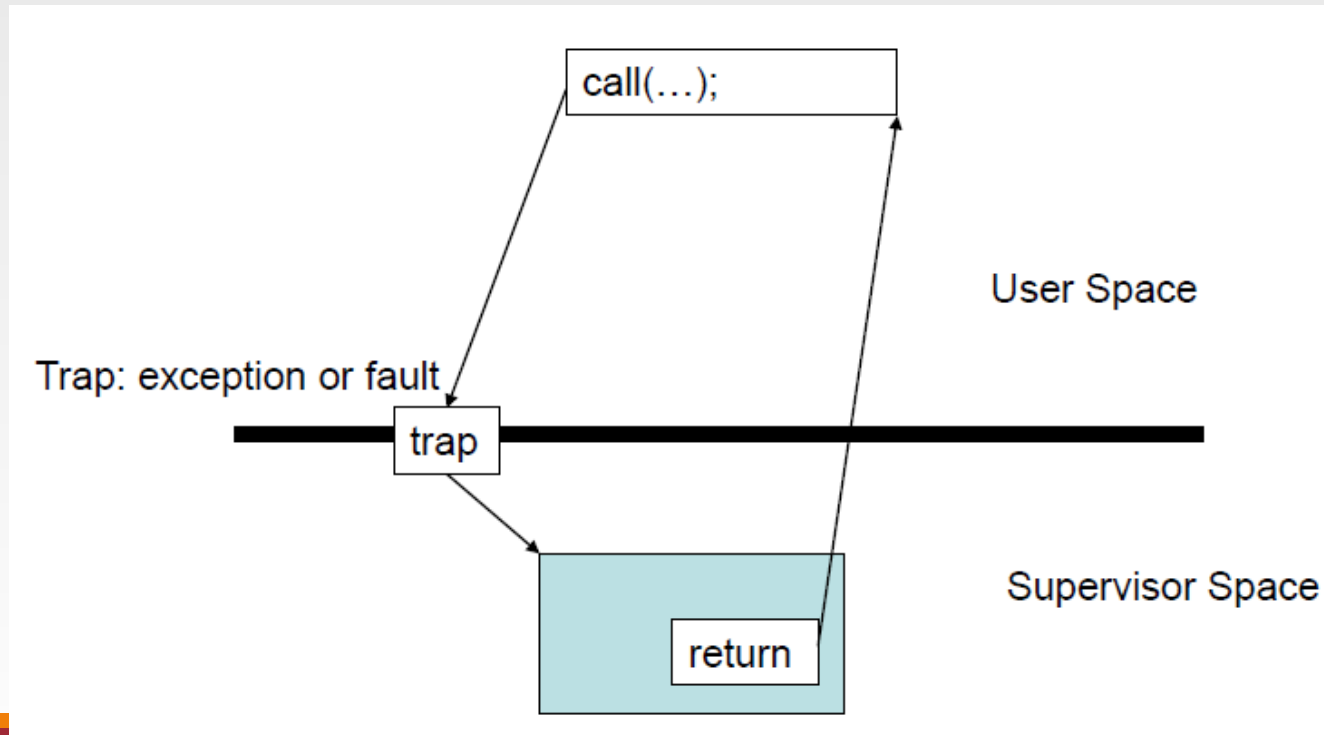 call(…);
User Space
Trap: exception or fault
trap
Supervisor Space
return